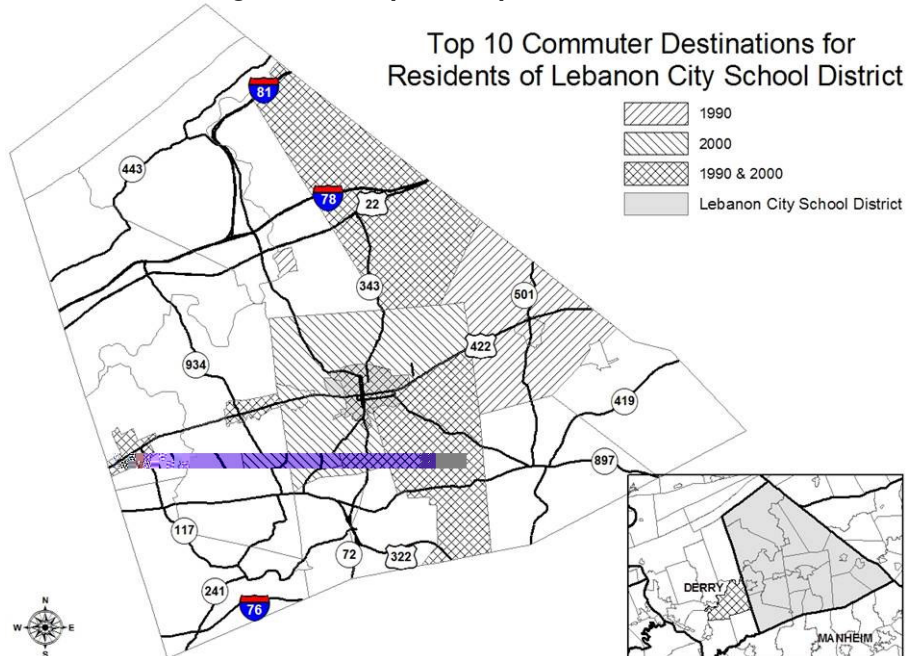 Top 10 Commuter Destinations for
Residents of Lebanon City School District
1990
2000
1990 & 2000
Lebanon City School District
81
443
78
22
343
501
422
934
419
897
117
72
322
241
76
N
W
E
S
DERRY
MANHEIM